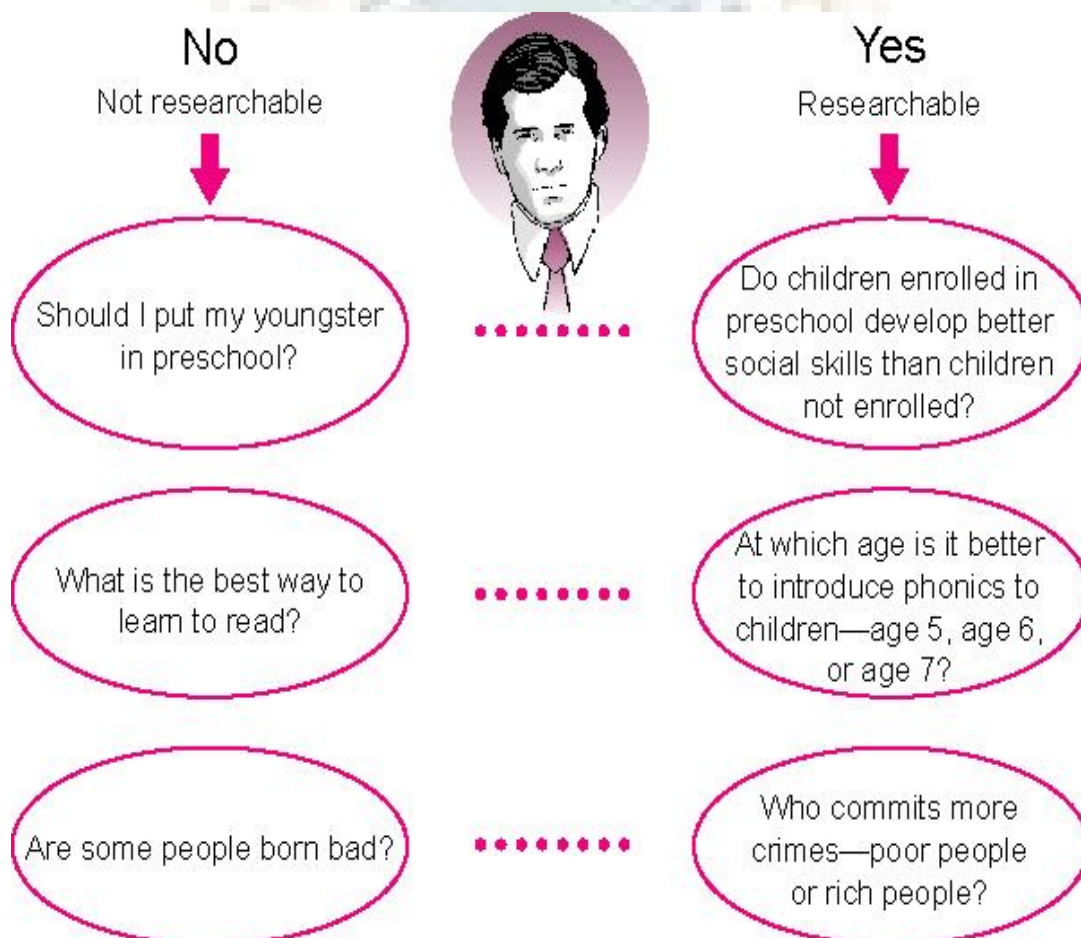 No
Not researchable
Yes
Researchable
Should I put my youngster
in preschool?
Do children enrolled in
preschool develop better
social skills than children
not enrolled?
What is the best way to
learn to read?
At which age is it better
to introduce phonics to
children—age 5, age 6,
or age 7?
Are some people born bad?
Who commits more
crimes—poor people
or rich people?